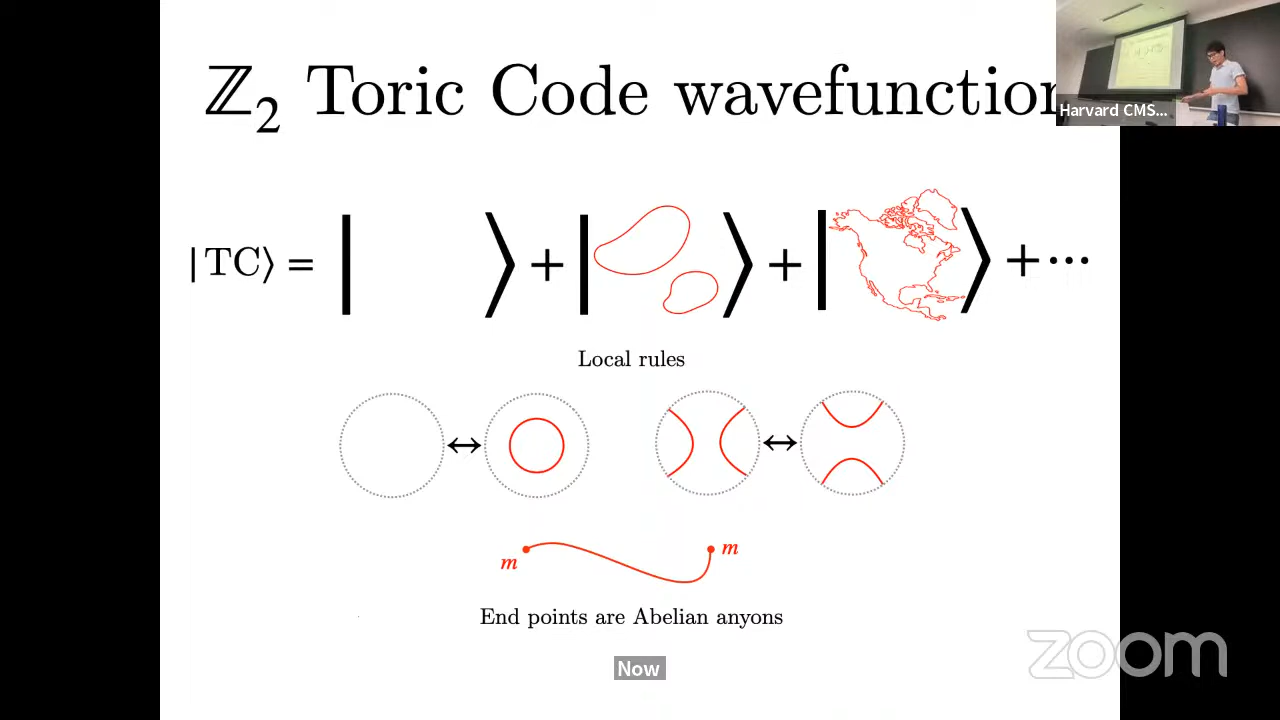 ℤ₂ Toric Code wavefunction
Harvard CMS...
|TC⟩ = | ⟩ + | ⟩ + | ⟩ + ⋯
Local rules
↔ ↔
m m
End points are Abelian anyons
Now
zoom